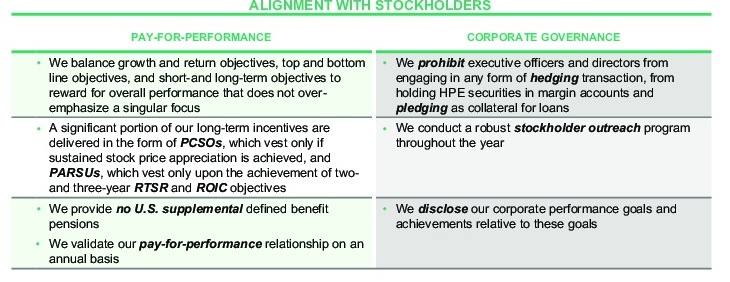 ALIGNMENT WITH STOCKHOLDERS
PAY-FOR-PERFORMANCE
• We balance growth and return objectives, top and bottom
line objectives, and short-and long-term objectives to
reward for overall performance that does not over-
emphasize a singular focus
• A significant portion of our long-term incentives are
delivered in the form of PCSOs, which vest only if
sustained stock price appreciation is achieved, and
PARSUs, which vest only upon the achievement of two-
and three-year RTSR and ROIC objectives
• We provide no U.S. supplemental defined benefit
pensions
• We validate our pay-for-performance relationship on an
annual basis
CORPORATE GOVERNANCE
• We prohibit executive officers and directors from
engaging in any form of hedging transaction, from
holding HPE securities in margin accounts and
pledging as collateral for loans
• We conduct a robust stockholder outreach program
throughout the year
• We disclose our corporate performance goals and
achievements relative to these goals